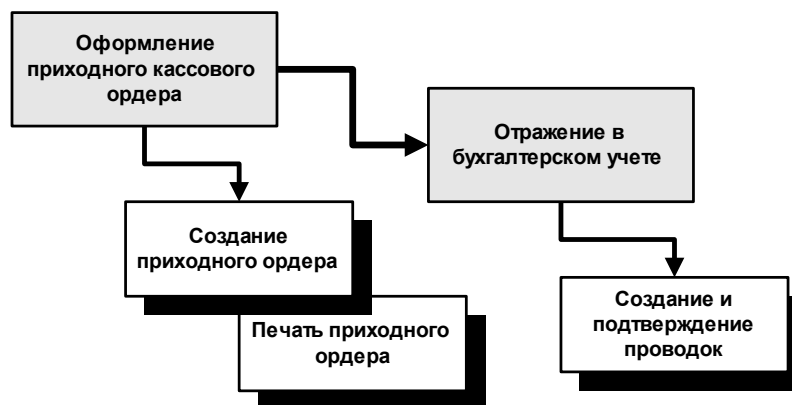 Оформление
приходного кассового
ордера
Отражение в
бухгалтерском учете
Создание
приходного ордера
Печать приходного
ордера
Создание и
подтверждение
проводок